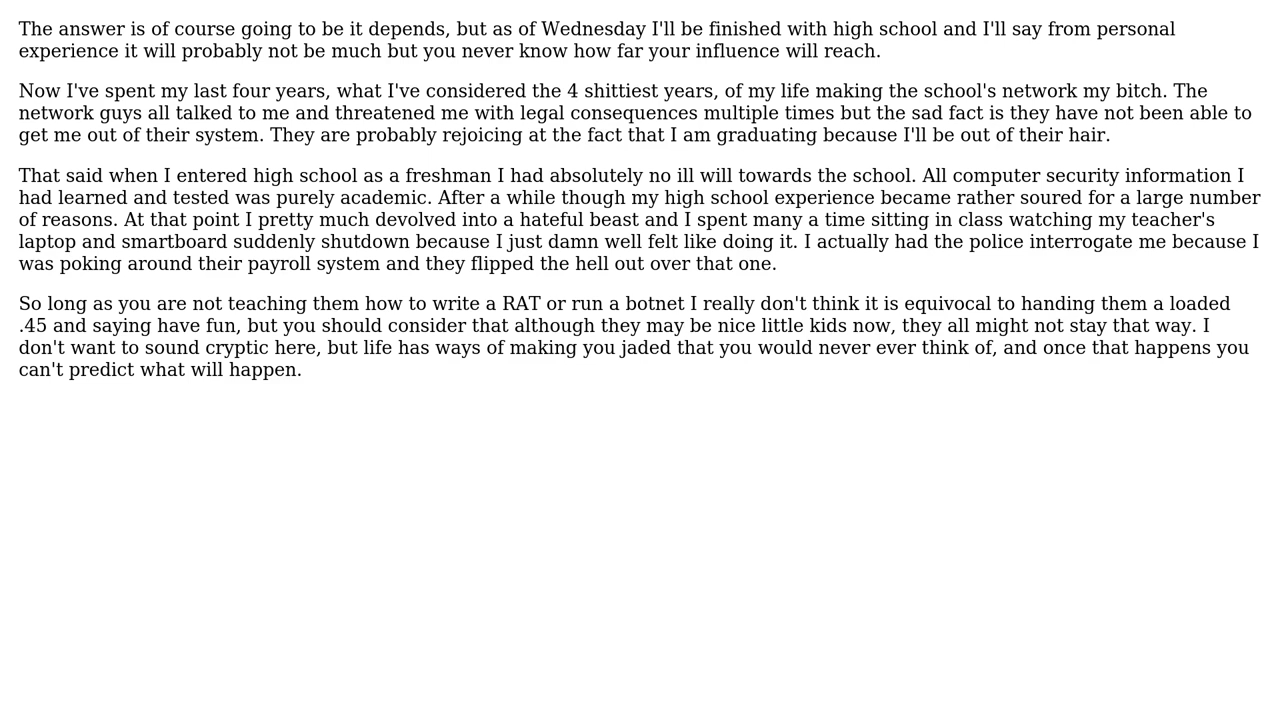 The answer is of course going to be it depends, but as of Wednesday I'll be finished with high school and I'll say from personal
experience it will probably not be much but you never know how far your influence will reach.
Now I've spent my last four years, what I've considered the 4 shittiest years, of my life making the school's network my bitch. The
network guys all talked to me and threatened me with legal consequences multiple times but the sad fact is they have not been able to
get me out of their system. They are probably rejoicing at the fact that I am graduating because I'll be out of their hair.
That said when I entered high school as a freshman I had absolutely no ill will towards the school. All computer security information I
had learned and tested was purely academic. After a while though my high school experience became rather soured for a large number
of reasons. At that point I pretty much devolved into a hateful beast and I spent many a time sitting in class watching my teacher's
laptop and smartboard suddenly shutdown because I just damn well felt like doing it. I actually had the police interrogate me because I
was poking around their payroll system and they flipped the hell out over that one.
So long as you are not teaching them how to write a RAT or run a botnet I really don't think it is equivocal to handing them a loaded
.45 and saying have fun, but you should consider that although they may be nice little kids now, they all might not stay that way. I
don't want to sound cryptic here, but life has ways of making you jaded that you would never ever think of, and once that happens you
can't predict what will happen.